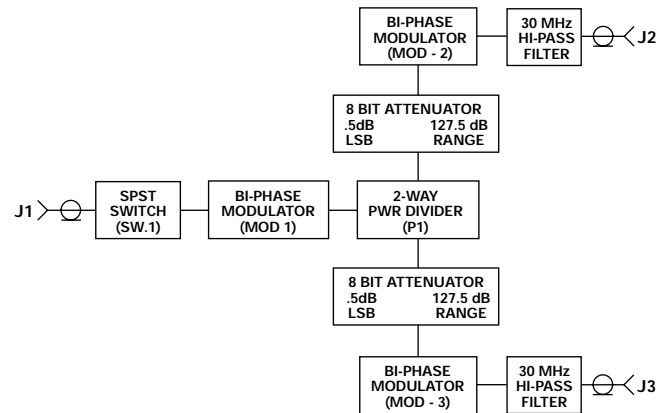 BI-PHASE
MODULATOR
(MOD - 2)
30 MHz
HI-PASS
FILTER
J2
8 BIT ATTENUATOR
.5dB 127.5 dB
LSB RANGE
J1
SPST
SWITCH
(SW.1)
BI-PHASE
MODULATOR
(MOD 1)
2-WAY
PWR DIVIDER
(P1)
8 BIT ATTENUATOR
.5dB 127.5 dB
LSB RANGE
BI-PHASE
MODULATOR
(MOD - 3)
30 MHz
HI-PASS
FILTER
J3